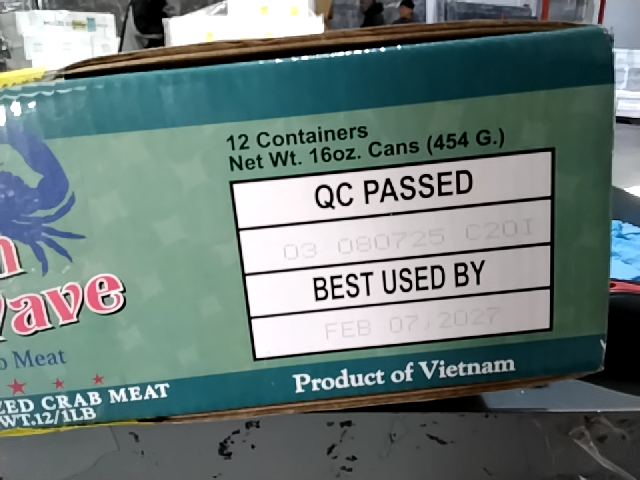 12 Containers
Net Wt. 16oz. Cans (454 G.)
QC PASSED
03 080725 C20I
BEST USED BY
FEB 07, 2027
Product of Vietnam
ave
Meat
ZED CRAB MEAT
WT.12/1LB